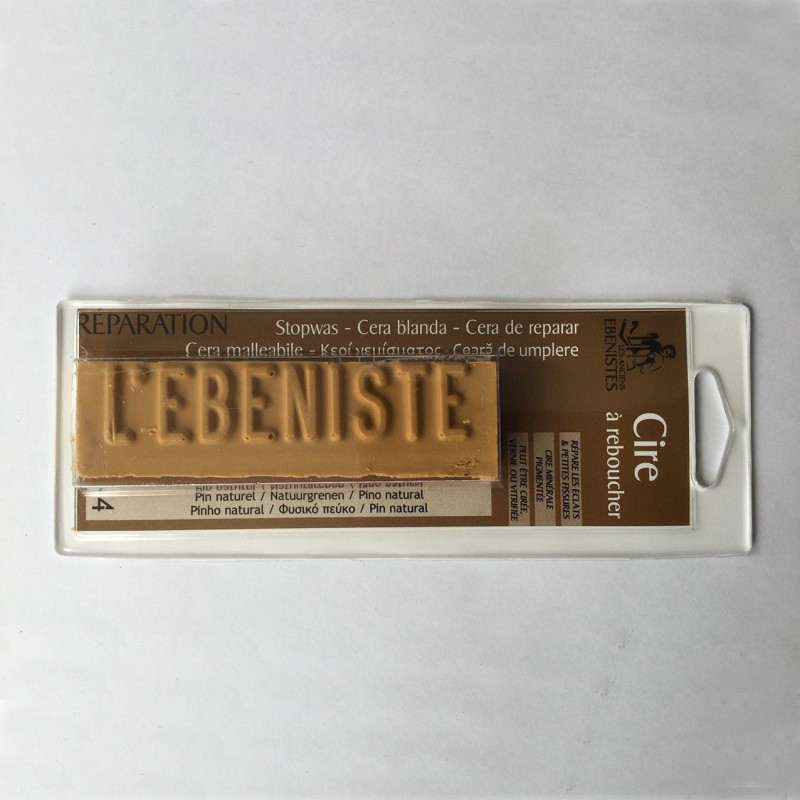 RÉPARATION
Stopwas - Cera blanda - Cera de reparar
Cera malleabile - Κερί γεμίσματος - Ceară de umplere
L'EBENISTE
Pin naturel / Natuurgrenen / Pino natural
Pinho natural / Φυσικό πεύκο / Pin natural
4
LES ANCIENS
EBENISTES
Cire
à reboucher
RÉPARE LES ÉCLATS
& PETITES FISSURES
CIRE MINÉRALE
PIGMENTÉE
PEUT ÊTRE CIRÉE,
VERNIE OU VITRIFIÉE